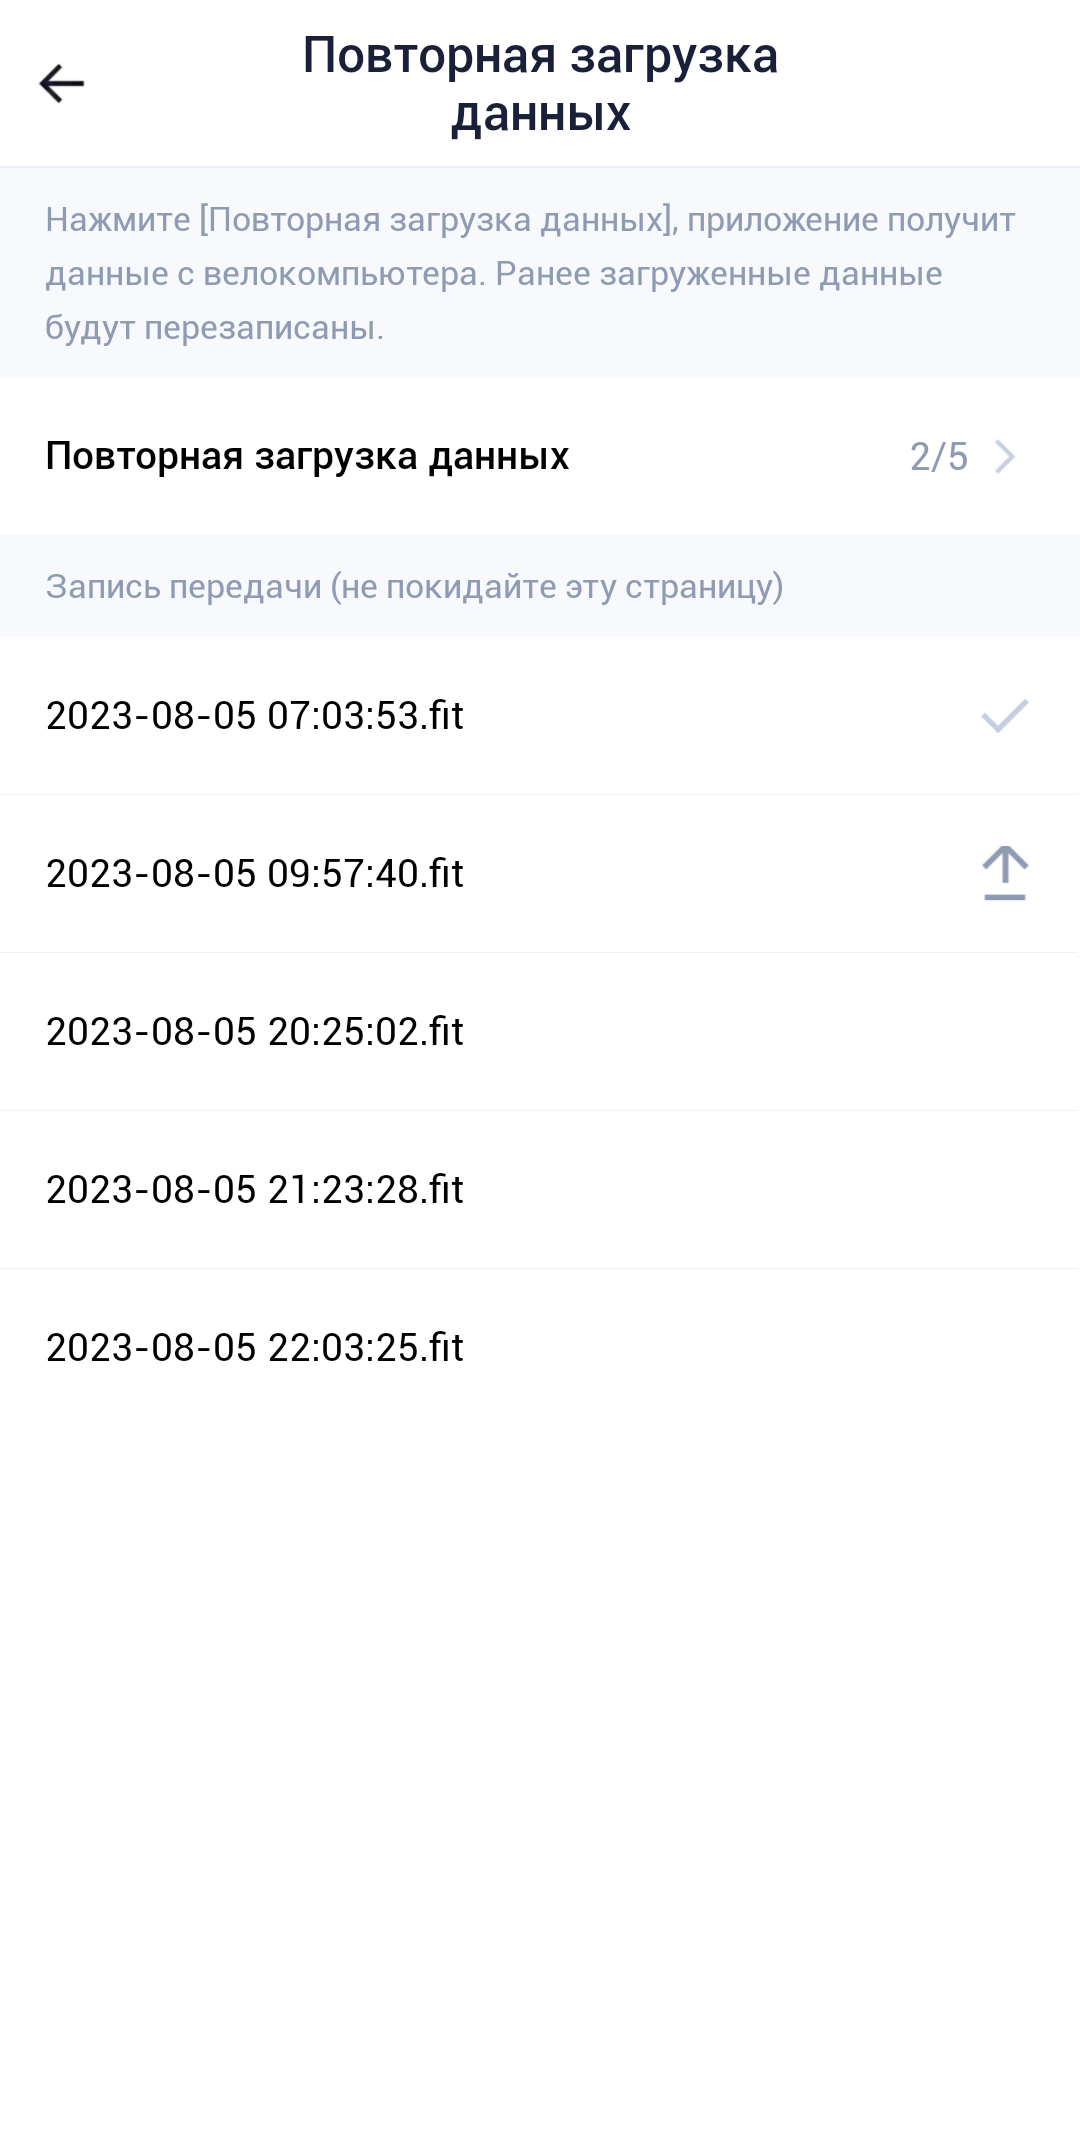 Повторная загрузка
данных
Нажмите [Повторная загрузка данных], приложение получит
данные с велокомпьютера. Ранее загруженные данные
будут перезаписаны.
Повторная загрузка данных 2/5
Запись передачи (не покидайте эту страницу)
2023-08-05 07:03:53.fit
2023-08-05 09:57:40.fit
2023-08-05 20:25:02.fit
2023-08-05 21:23:28.fit
2023-08-05 22:03:25.fit